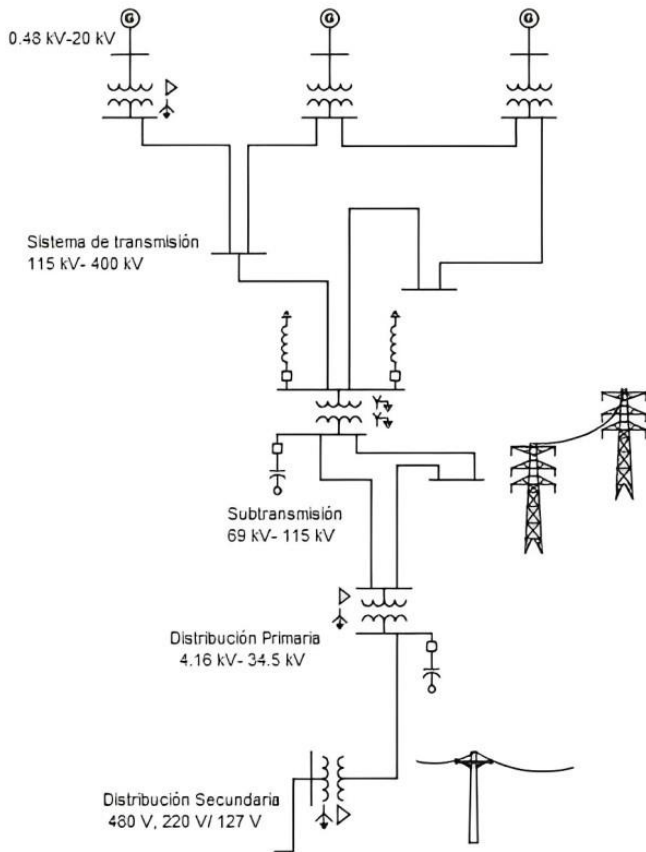 G
G
G
0.48 kV-20 kV
Sistema de transmisión
115 kV- 400 kV
Subtransmisión
69 kV- 115 kV
Distribución Primaria
4.16 kV- 34.5 kV
Distribución Secundaria
480 V, 220 V/ 127 V